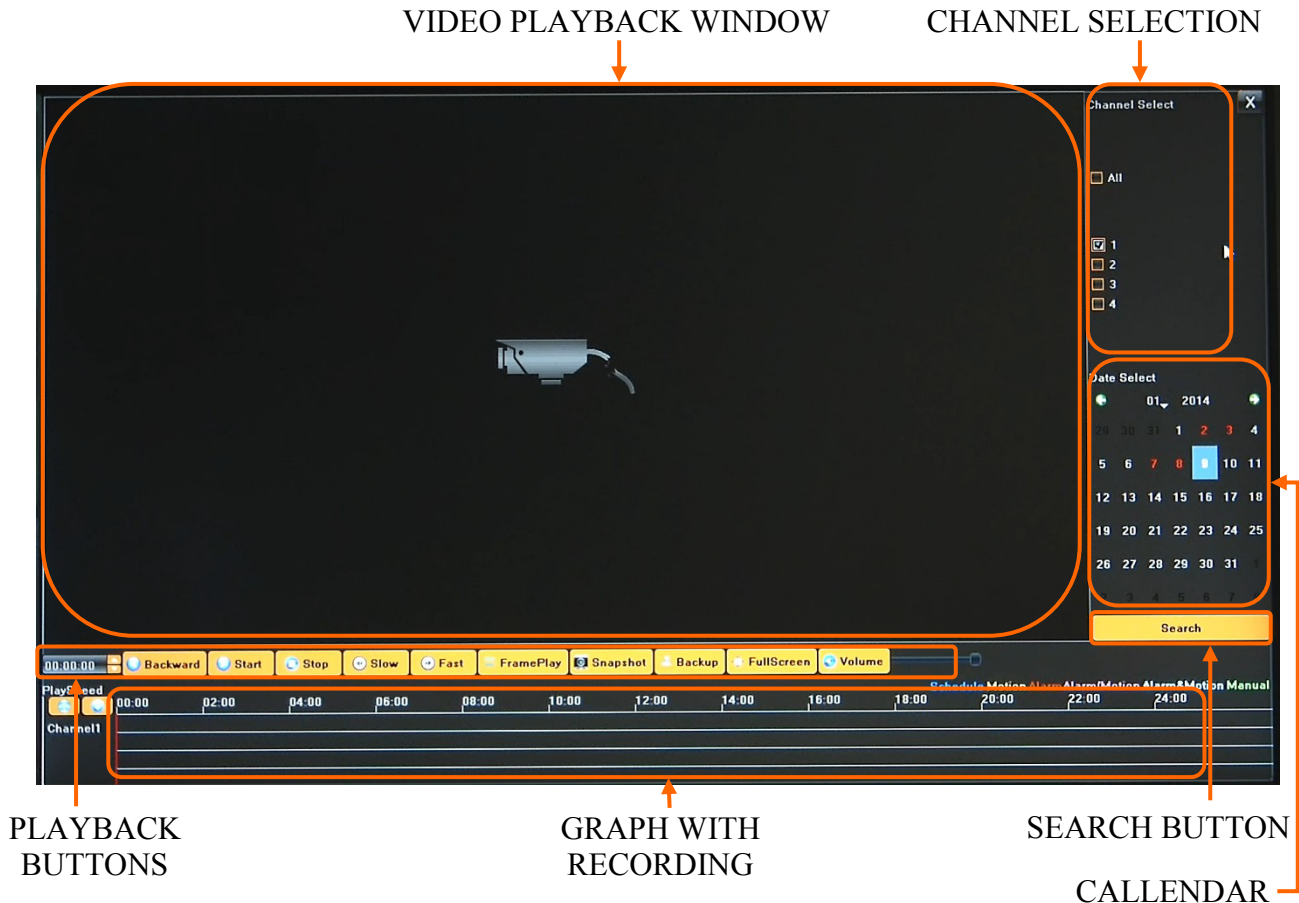 VIDEO PLAYBACK WINDOW
CHANNEL SELECTION
Channel Select
X
All
1
2
3
4
Date Select
01 2014
29 30 31 1 2 3 4
5 6 7 8 9 10 11
12 13 14 15 16 17 18
19 20 21 22 23 24 25
26 27 28 29 30 31 1
2 3 4 5 6 7 8
Search
00:00:00 Backward Start Stop Slow Fast FramePlay Snapshot Backup FullScreen Volume
PlaySpeed
Schedule Motion Alarm Alarm/Motion Alarm&Motion Manual
00:00 02:00 04:00 06:00 08:00 10:00 12:00 14:00 16:00 18:00 20:00 22:00 24:00
Channel1
PLAYBACK
BUTTONS
GRAPH WITH
RECORDING
SEARCH BUTTON
CALLENDAR